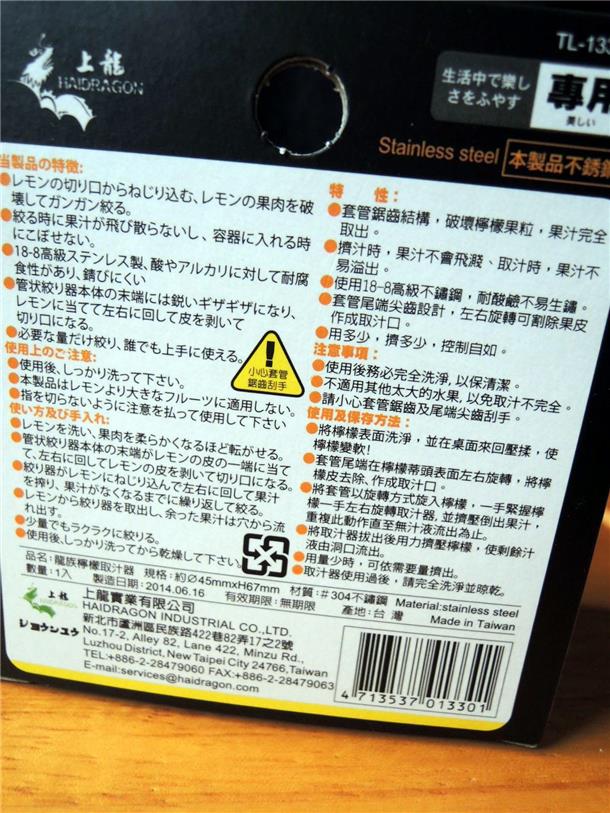 上龍
HAIDRAGON
TL-133
生活中で楽し
さをふやす
專用
美しい
Stainless steel
本製品不銹鋼
当製品の特徴:
●レモンの切り口からねじり込む、レモンの果肉を破
壊してガンガン絞る。
●絞る時に果汁が飛び散らないし、容器に入れる時
にこぼせない。
●18-8高級ステンレス製、酸やアルカリに対して耐腐
食性があり、錆びにくい
●管状絞り器本体の末端には鋭いギザギザになり、
レモンに当てて左右に回して皮を剥いて
切り口になる。
●必要な量だけ絞り、誰でも上手に使える。
使用上のご注意:
●使用後、しっかり洗って下さい。
●本製品はレモンより大きなフルーツに適用しない。
●指を切らないように注意を払って使用して下さい
使い方及び手入れ:
●レモンを洗い、果肉を柔らかくなるほど転がせる。
●管状絞り器本体の末端がレモンの皮の一端に当て
て、左右に回してレモンの皮を剥いて切り口になる。
●絞り器がレモンにねじり込んで左右に回して果汁
を搾り、果汁がなくなるまでに繰り返して絞る。
●レモンから絞り器を取出し、余った果汁は穴から流
れ出す。
●少量でもラクラクに絞りる。
●使用後、しっかり洗ってから乾燥して下さい。
小心套管
鋸齒刮手
特 性:
●套管鋸齒結構，破壞檸檬果粒，果汁完全
取出。
●擠汁時，果汁不會飛濺、取汁時，果汁不
易溢出。
●使用18-8高級不鏽鋼，耐酸鹼不易生鏽。
●套管尾端尖齒設計，左右旋轉可割除果皮
作成取汁口。
●用多少，擠多少，控制自如。
注意事項:
●使用後務必完全洗淨，以保清潔。
●不適用其他太大的水果，以免取汁不完全。
●請小心套管鋸齒及尾端尖齒刮手。
使用及保存方法:
●將檸檬表面洗淨，並在桌面來回壓揉，使
檸檬變軟!
●套管尾端在檸檬蒂頭表面左右旋轉，將檸
檬皮去除、作成取汁口。
●將套管以旋轉方式旋入檸檬，一手緊握檸
檬一手左右旋轉取汁器，並擠壓倒出果汁，
重複此動作直至無汁液流出為止。
●將取汁器拔出後用力擠壓檸檬，使剩餘汁
液由洞口流出。
●用量少時，可依需要量擠出。
●取汁器使用過後，請完全洗淨並晾乾。
品名:龍族檸檬取汁器 規格:約∅45mmxH67mm 材質:#304不鏽鋼 Material:stainless steel
數量:1入 製造日期:2014.06.16 有效期限:無期限 產地:台灣 Made in Taiwan
上龍
HAIDRAGON
ジョウシュウ
上龍實業有限公司
HAIDRAGON INDUSTRIAL CO.,LTD.
新北市蘆洲區民族路422巷82弄17之2號
No.17-2, Alley 82, Lane 422, Minzu Rd.,
Luzhou District,New Taipei City 24766,Taiwan
TEL:+886-2-28479060 FAX:+886-2-28479063
E-mail:services@haidragon.com
4 713537 013301